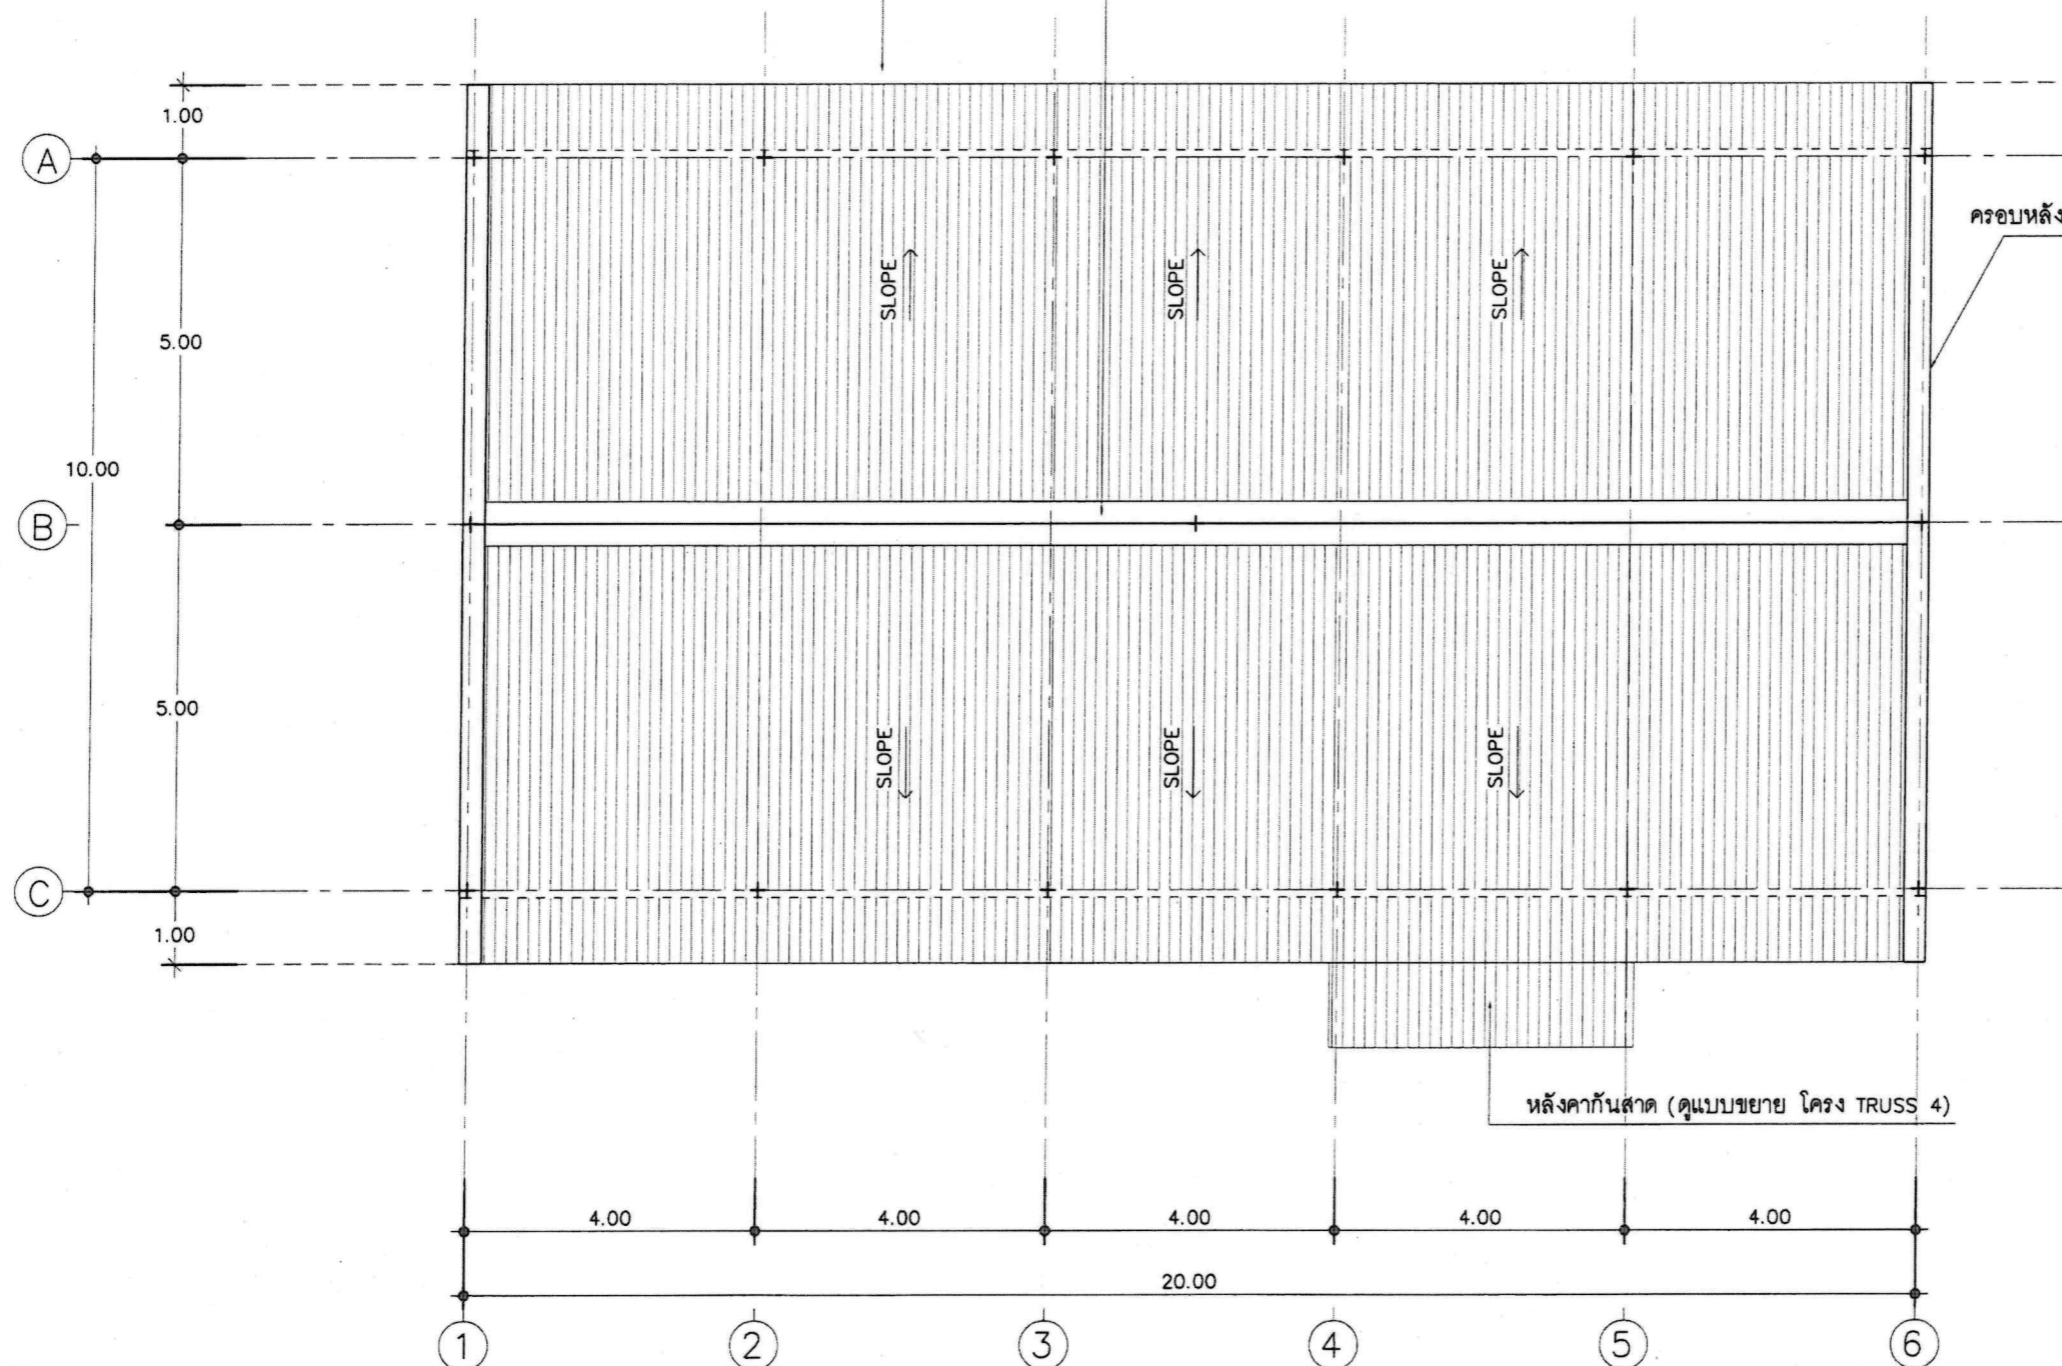 1.00
A
ครอบหลัง
SLOPE
SLOPE
SLOPE
5.00
10.00
B
5.00
SLOPE
SLOPE
SLOPE
C
1.00
หลังคากันสาด (ดูแบบขยาย โครง TRUSS 4)
4.00 4.00 4.00 4.00 4.00
20.00
1 2 3 4 5 6